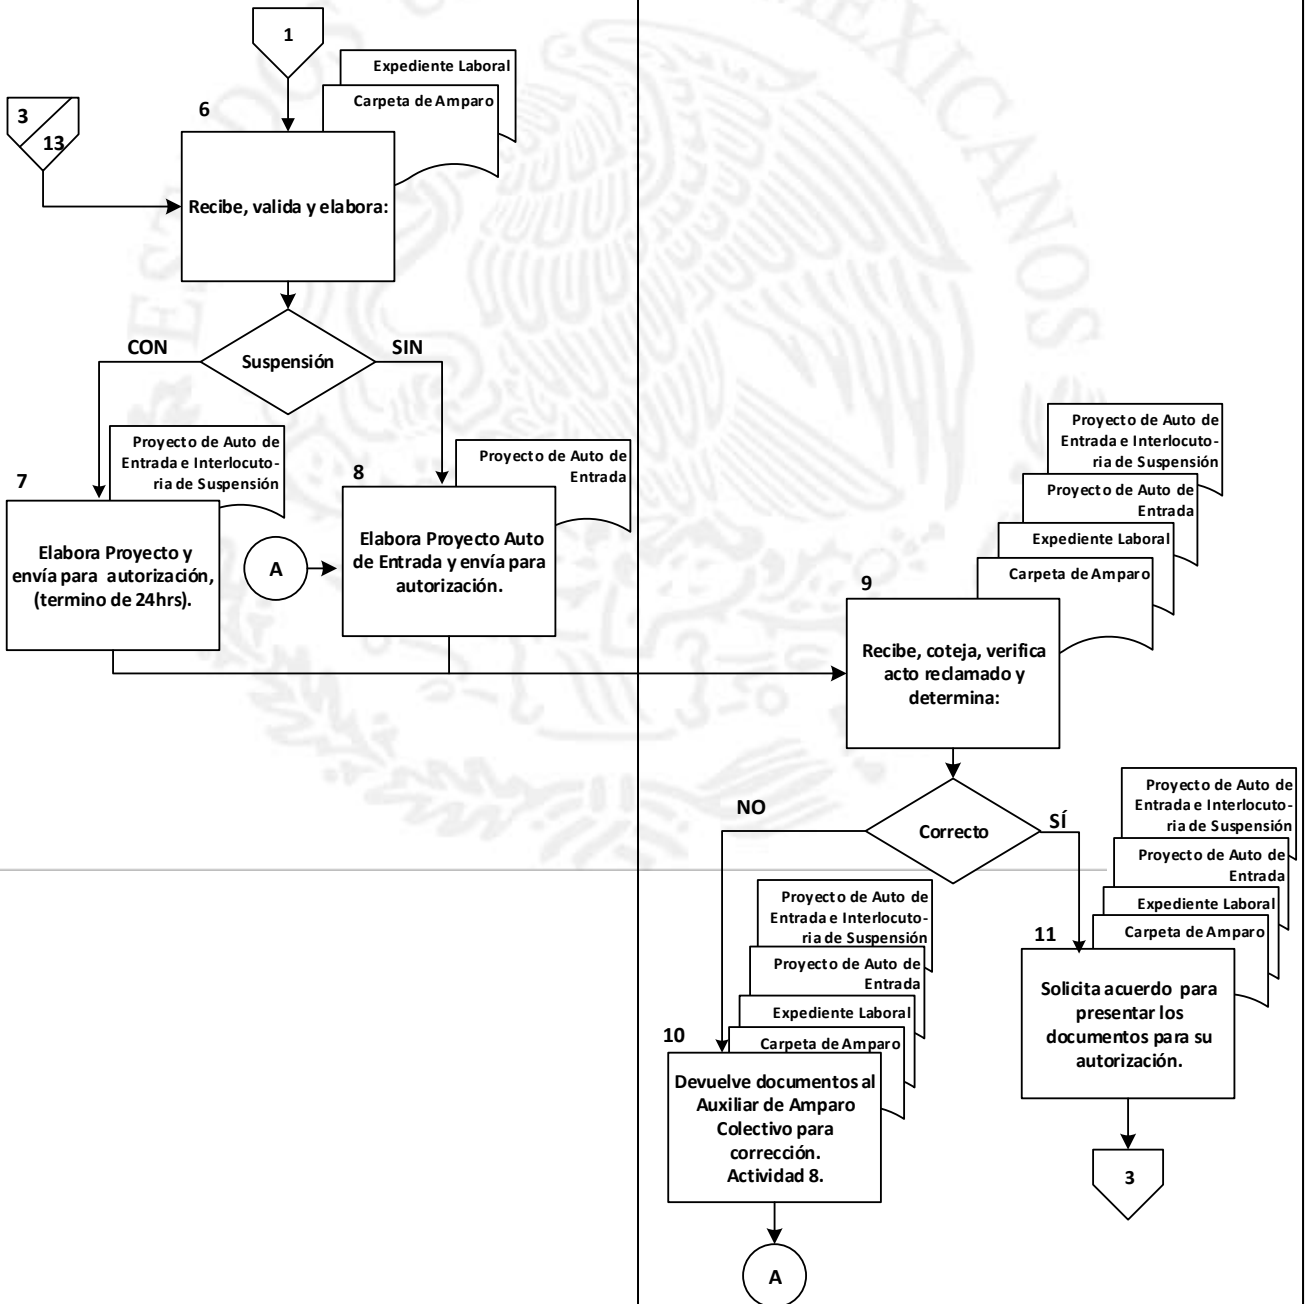 1
Expediente Laboral
Carpeta de Amparo
6
3
13
Recibe, valida y elabora:
CON
Suspensión
SIN
Proyecto de Auto de
Entrada e Interlocuto-
ria de Suspensión
7
Elabora Proyecto y
envía para autorización,
(termino de 24hrs).
Proyecto de Auto de
Entrada
8
A
Elabora Proyecto Auto
de Entrada y envía para
autorización.
Proyecto de Auto de
Entrada e Interlocuto-
ria de Suspensión
Proyecto de Auto de
Entrada
Expediente Laboral
Carpeta de Amparo
9
Recibe, coteja, verifica
acto reclamado y
determina:
NO
Correcto
SÍ
Proyecto de Auto de
Entrada e Interlocuto-
ria de Suspensión
Proyecto de Auto de
Entrada
Expediente Laboral
Carpeta de Amparo
10
Devuelve documentos al
Auxiliar de Amparo
Colectivo para
corrección.
Actividad 8.
A
Proyecto de Auto de
Entrada e Interlocuto-
ria de Suspensión
Proyecto de Auto de
Entrada
Expediente Laboral
Carpeta de Amparo
11
Solicita acuerdo para
presentar los
documentos para su
autorización.
3
ESTADOS
MEXICANOS